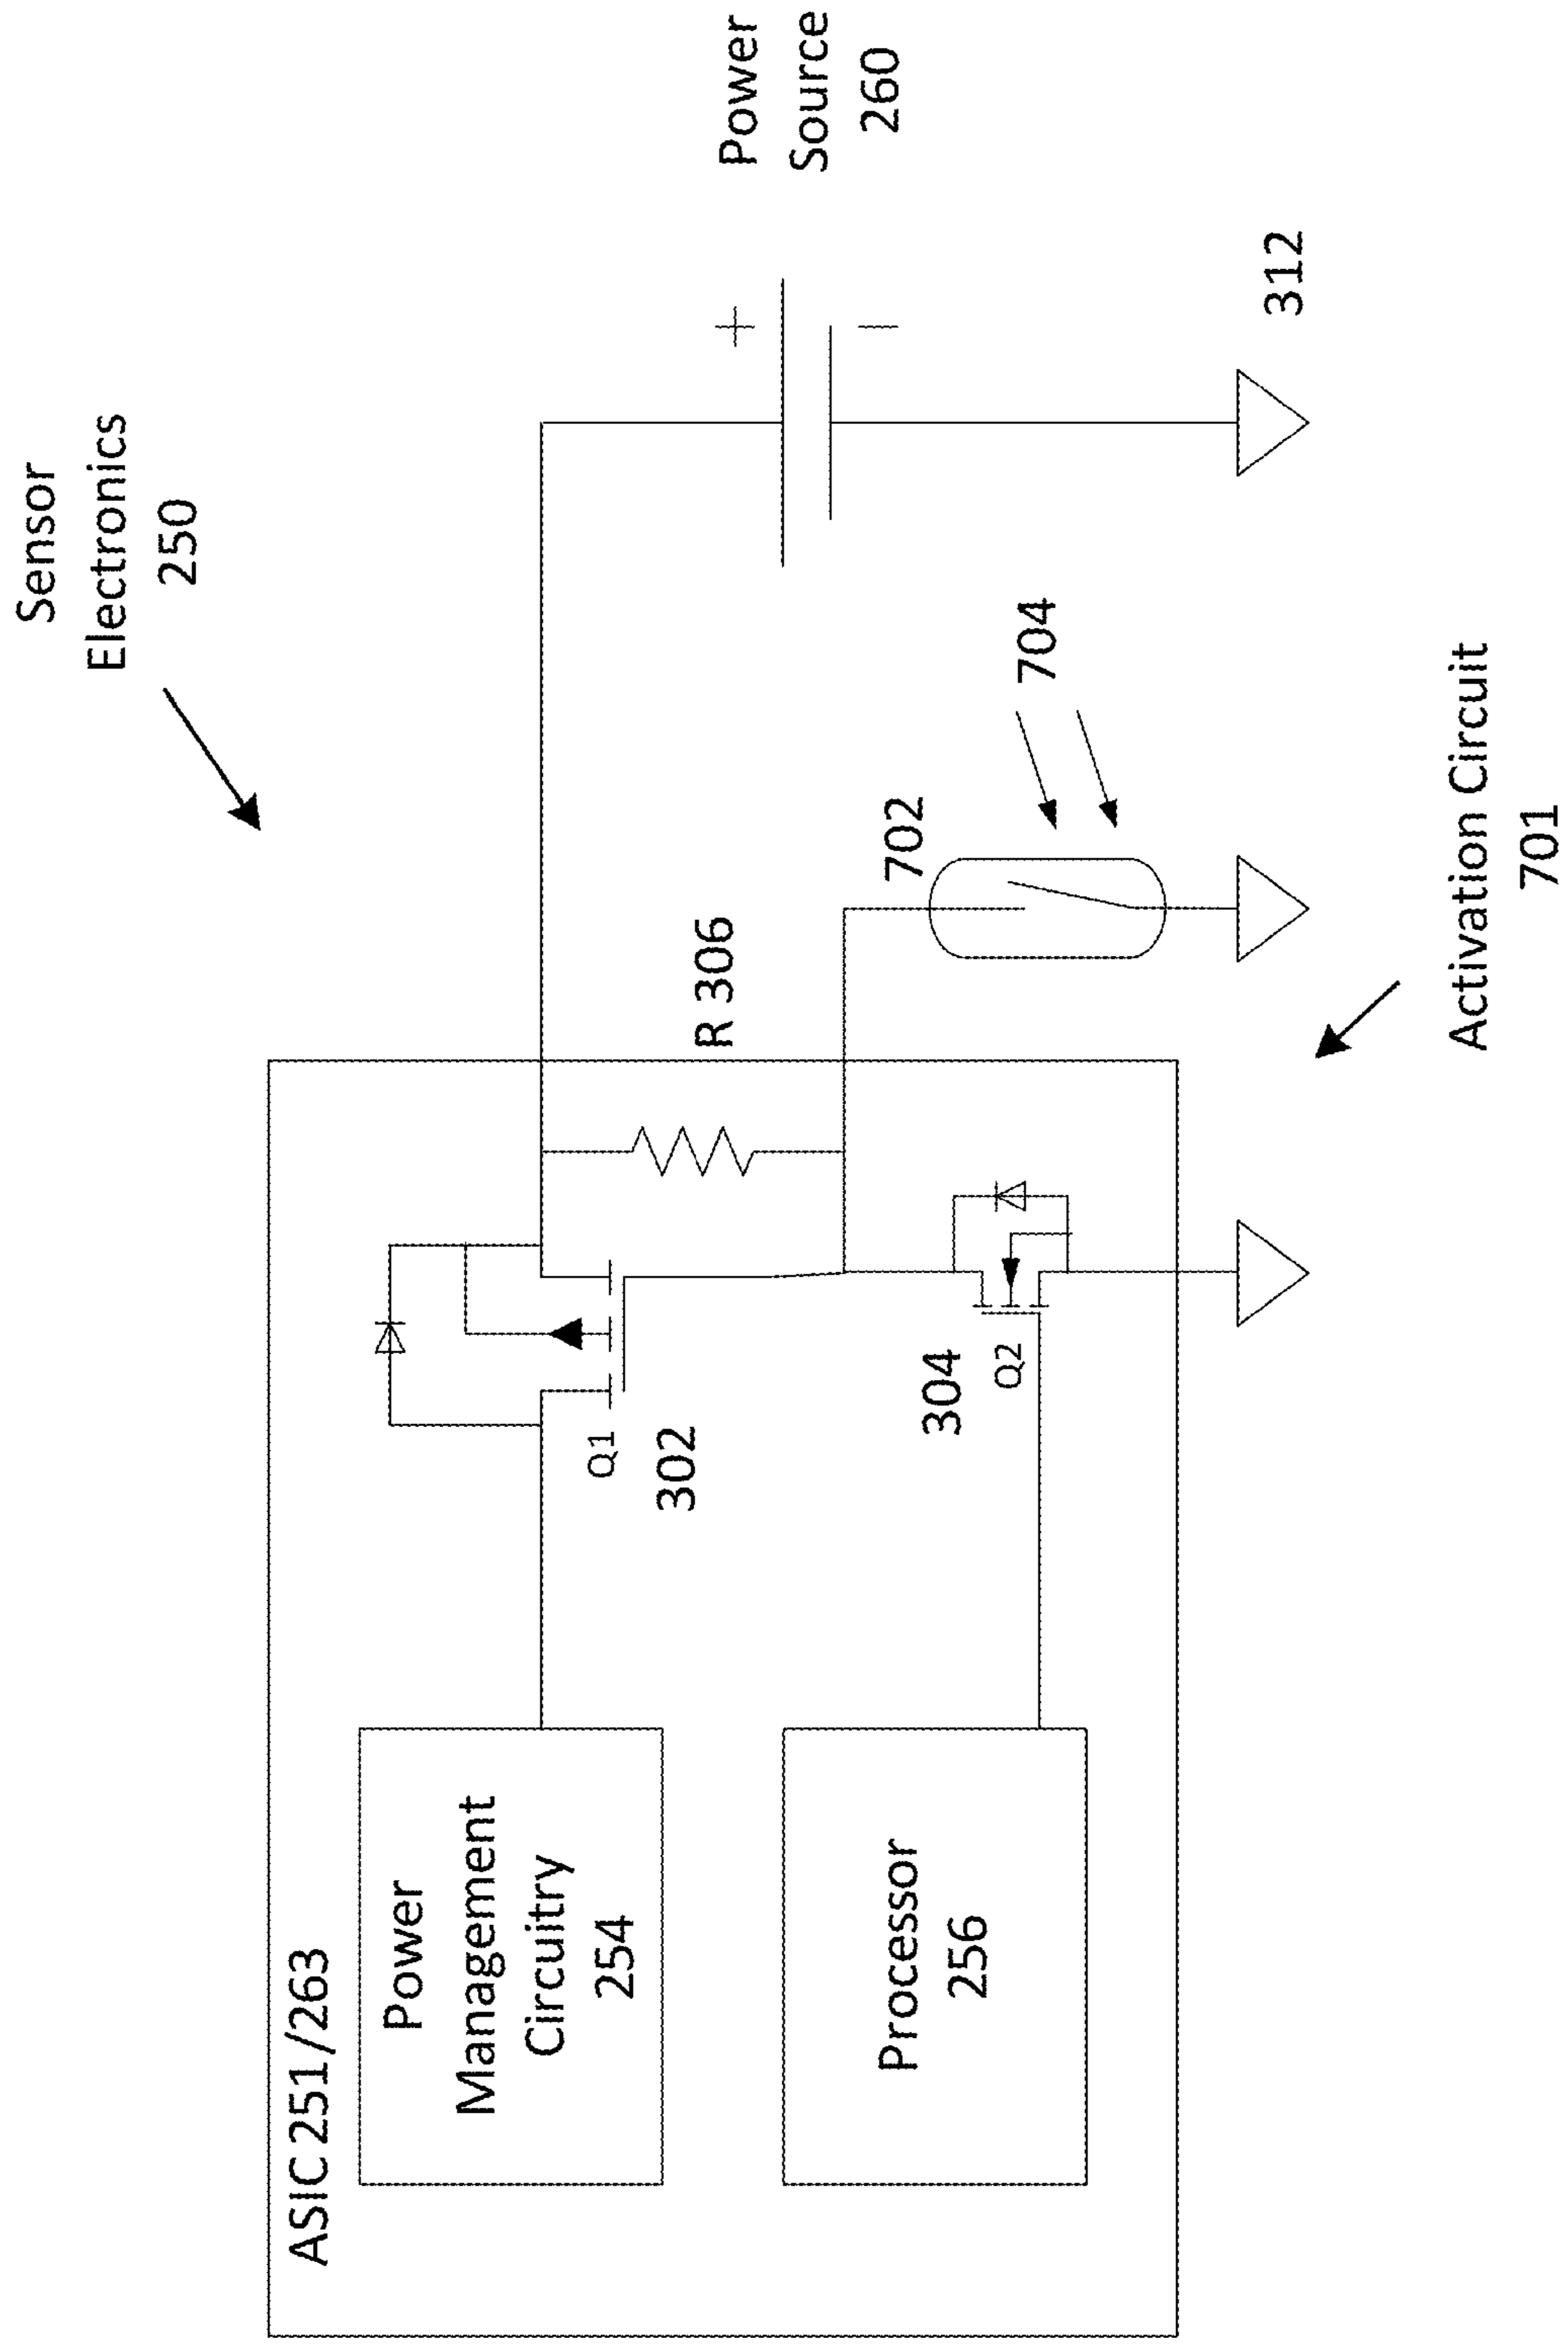 Sensor
Electronics
250
ASIC 251/263
Power
Management
Circuitry
254
Q1
302
R 306
+
−
Power
Source
260
Processor
256
304
Q2
702
704
312
Activation Circuit
701